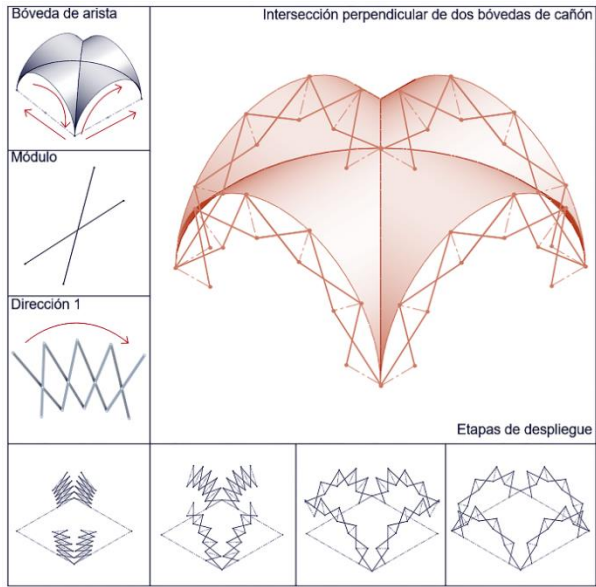 Bóveda de arista
Intersección perpendicular de dos bóvedas de cañón
Módulo
Dirección 1
Etapas de despliegue